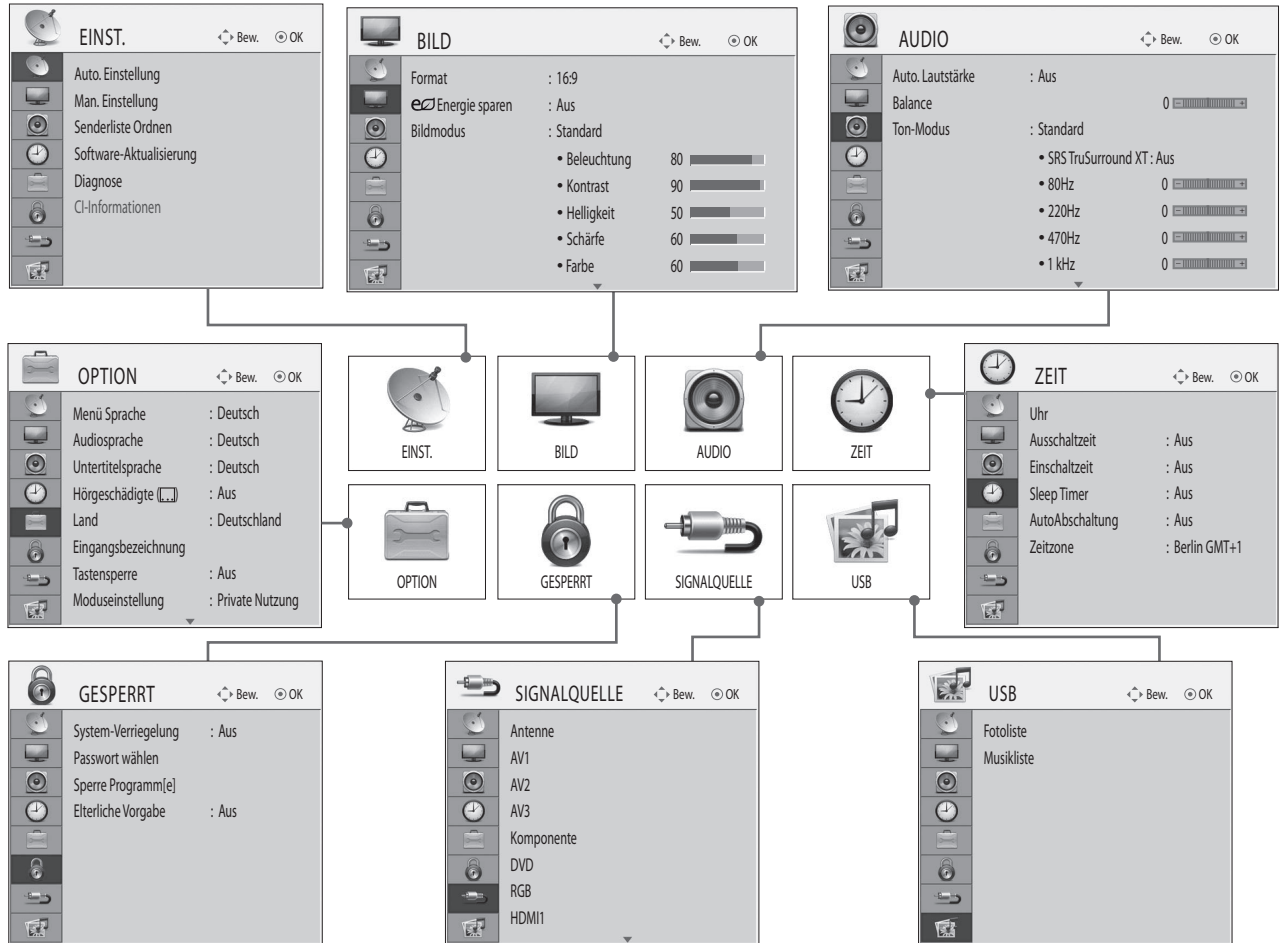 EINST. Bew. OK
Auto. Einstellung
Man. Einstellung
Senderliste Ordnen
Software-Aktualisierung
Diagnose
CI-Informationen
BILD Bew. OK
Format : 16:9
Energie sparen : Aus
Bildmodus : Standard
• Beleuchtung 80
• Kontrast 90
• Helligkeit 50
• Schärfe 60
• Farbe 60
AUDIO Bew. OK
Auto. Lautstärke : Aus
Balance 0 - +
Ton-Modus : Standard
• SRS TruSurround XT : Aus
• 80Hz 0 - +
• 220Hz 0 - +
• 470Hz 0 - +
• 1 kHz 0 - +
OPTION Bew. OK
Menü Sprache : Deutsch
Audiosprache : Deutsch
Untertitelsprache : Deutsch
Hörgeschädigte ( ) : Aus
Land : Deutschland
Eingangsbezeichnung
Tastensperre : Aus
Moduseinstellung : Private Nutzung
EINST.
BILD
AUDIO
ZEIT
OPTION
GESPERRT
SIGNALQUELLE
USB
ZEIT Bew. OK
Uhr
Ausschaltzeit : Aus
Einschaltzeit : Aus
Sleep Timer : Aus
AutoAbschaltung : Aus
Zeitzone : Berlin GMT+1
GESPERRT Bew. OK
System-Verriegelung : Aus
Passwort wählen
Sperre Programm[e]
Elterliche Vorgabe : Aus
SIGNALQUELLE Bew. OK
Antenne
AV1
AV2
AV3
Komponente
DVD
RGB
HDMI1
USB Bew. OK
Fotoliste
Musikliste